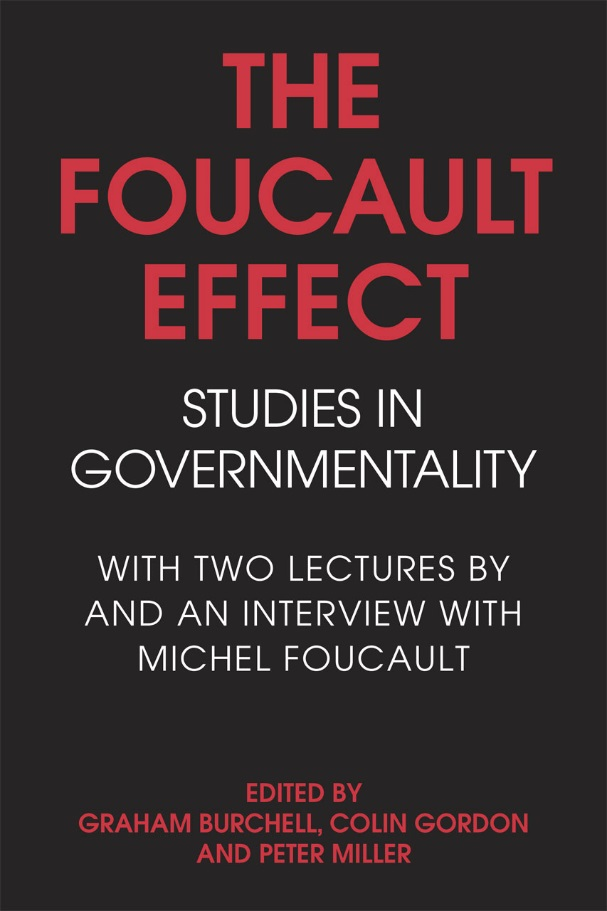 THE
FOUCAULT
EFFECT
STUDIES IN
GOVERNMENTALITY
WITH TWO LECTURES BY
AND AN INTERVIEW WITH
MICHEL FOUCAULT
EDITED BY
GRAHAM BURCHELL, COLIN GORDON
AND PETER MILLER